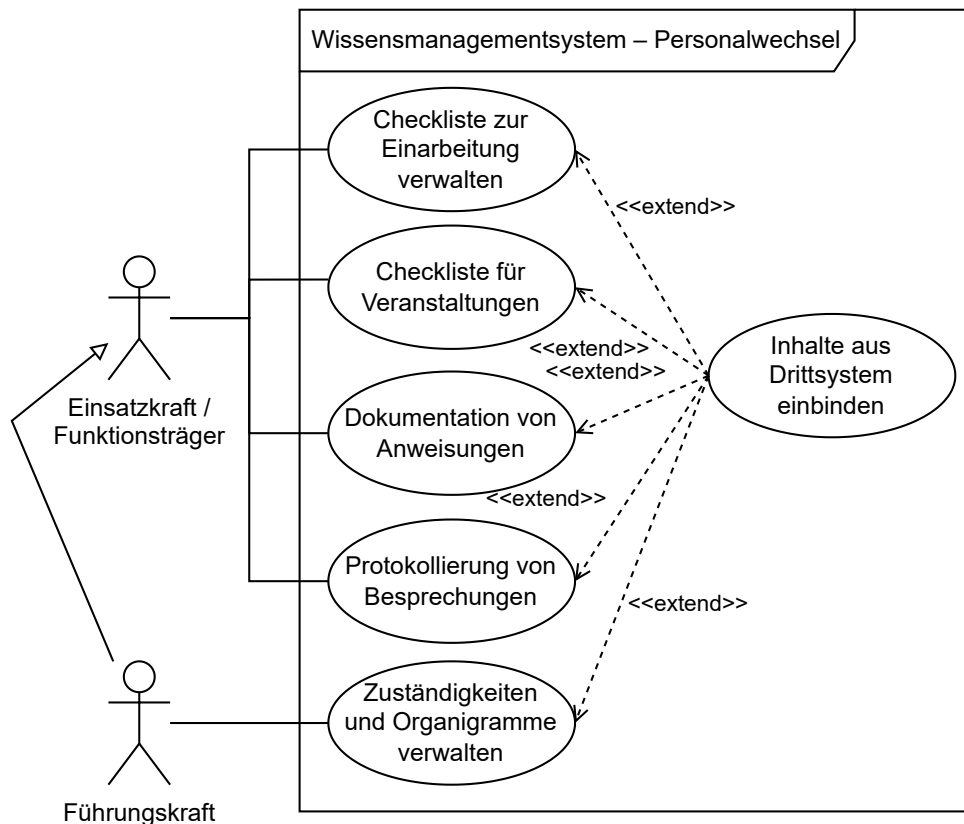 Wissensmanagementsystem – Personalwechsel
Checkliste zur
Einarbeitung
verwalten
<<extend>>
Checkliste für
Veranstaltungen
<<extend>>
<<extend>>
Inhalte aus
Drittsystem
einbinden
Einsatzkraft /
Funktionsträger
Dokumentation von
Anweisungen
<<extend>>
Protokollierung von
Besprechungen
<<extend>>
Zuständigkeiten
und Organigramme
verwalten
Führungskraft